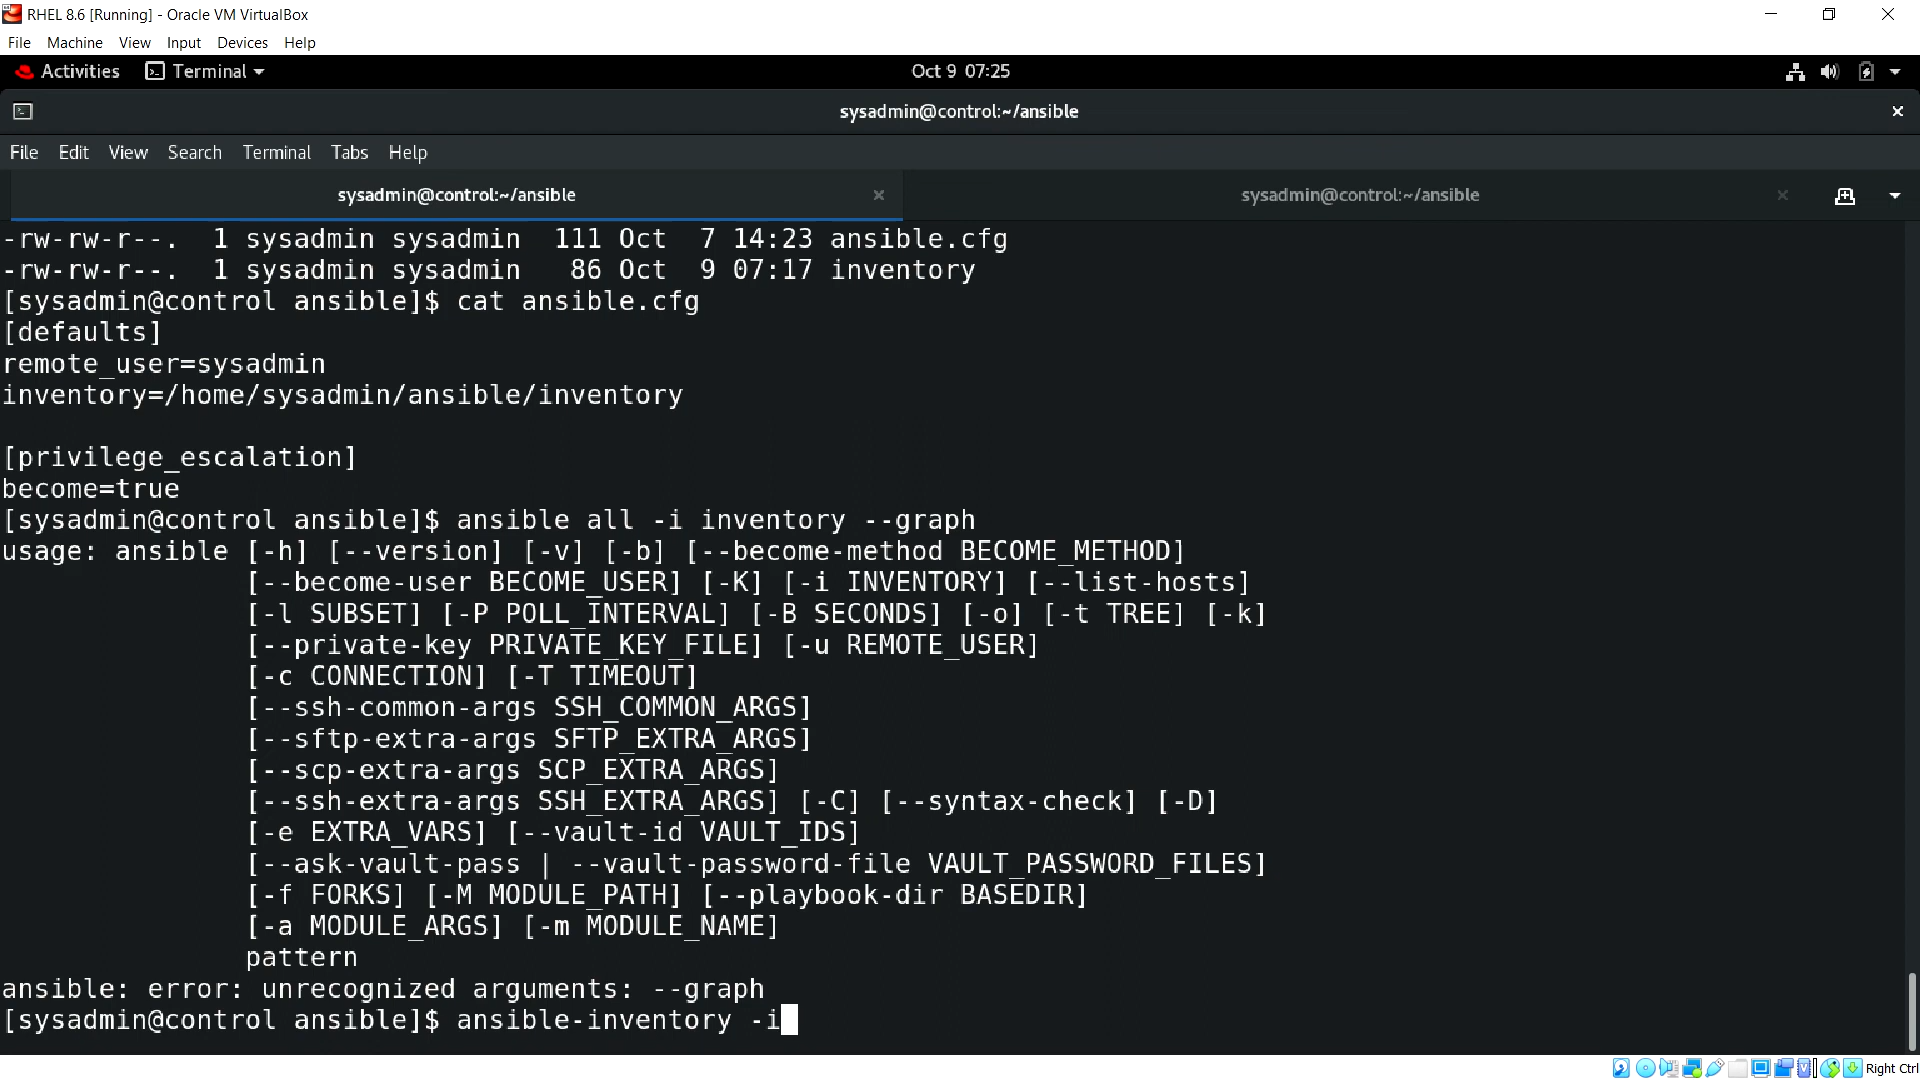 RHEL 8.6 [Running] - Oracle VM VirtualBox
File Machine View Input Devices Help
Activities Terminal Oct 9 07:25
sysadmin@control:~/ansible
File Edit View Search Terminal Tabs Help
sysadmin@control:~/ansible sysadmin@control:~/ansible
-rw-rw-r--. 1 sysadmin sysadmin 111 Oct 7 14:23 ansible.cfg
-rw-rw-r--. 1 sysadmin sysadmin 86 Oct 9 07:17 inventory
[sysadmin@control ansible]$ cat ansible.cfg
[defaults]
remote_user=sysadmin
inventory=/home/sysadmin/ansible/inventory
[privilege_escalation]
become=true
[sysadmin@control ansible]$ ansible all -i inventory --graph
usage: ansible [-h] [--version] [-v] [-b] [--become-method BECOME_METHOD]
[--become-user BECOME_USER] [-K] [-i INVENTORY] [--list-hosts]
[-l SUBSET] [-P POLL_INTERVAL] [-B SECONDS] [-o] [-t TREE] [-k]
[--private-key PRIVATE_KEY_FILE] [-u REMOTE_USER]
[-c CONNECTION] [-T TIMEOUT]
[--ssh-common-args SSH_COMMON_ARGS]
[--sftp-extra-args SFTP_EXTRA_ARGS]
[--scp-extra-args SCP_EXTRA_ARGS]
[--ssh-extra-args SSH_EXTRA_ARGS] [-C] [--syntax-check] [-D]
[-e EXTRA_VARS] [--vault-id VAULT_IDS]
[--ask-vault-pass | --vault-password-file VAULT_PASSWORD_FILES]
[-f FORKS] [-M MODULE_PATH] [--playbook-dir BASEDIR]
[-a MODULE_ARGS] [-m MODULE_NAME]
pattern
ansible: error: unrecognized arguments: --graph
[sysadmin@control ansible]$ ansible-inventory -i
Right Ctrl